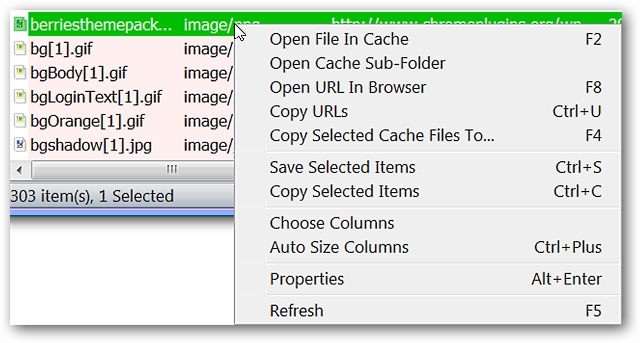 berriesthemepack... image/png http://www.chromeplugins.org/wp...
Open File In Cache F2
bg[1].gif image/
Open Cache Sub-Folder
bgBody[1].gif image/
Open URL In Browser F8
bgLoginText[1].gif image/
Copy URLs Ctrl+U
bgOrange[1].gif image/
Copy Selected Cache Files To... F4
bgshadow[1].jpg image/
Save Selected Items Ctrl+S
303 item(s), 1 Selected
Copy Selected Items Ctrl+C
Choose Columns
Auto Size Columns Ctrl+Plus
Properties Alt+Enter
Refresh F5